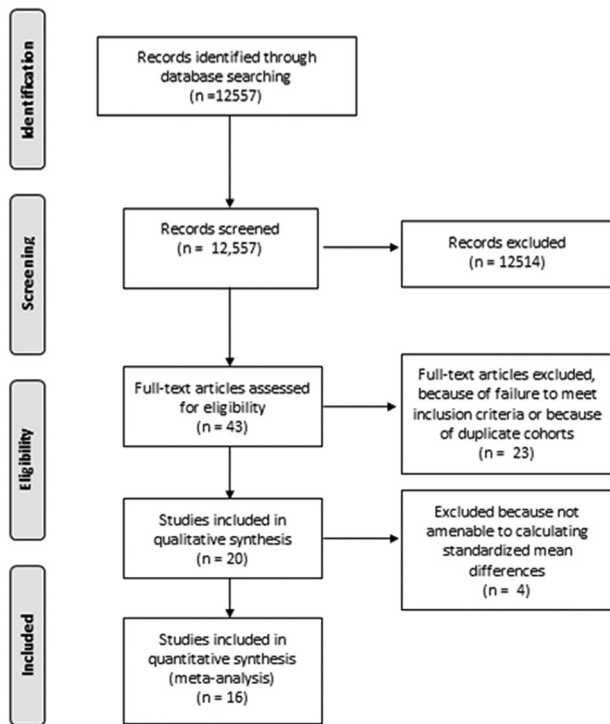 Identification
Records identified through
database searching
(n =12557)
Screening
Records screened
(n = 12,557)
Records excluded
(n = 12514)
Eligibility
Full-text articles assessed
for eligibility
(n = 43)
Full-text articles excluded,
because of failure to meet
inclusion criteria or because
of duplicate cohorts
(n = 23)
Studies included in
qualitative synthesis
(n = 20)
Excluded because not
amenable to calculating
standardized mean
differences
(n = 4)
Included
Studies included in
quantitative synthesis
(meta-analysis)
(n = 16)